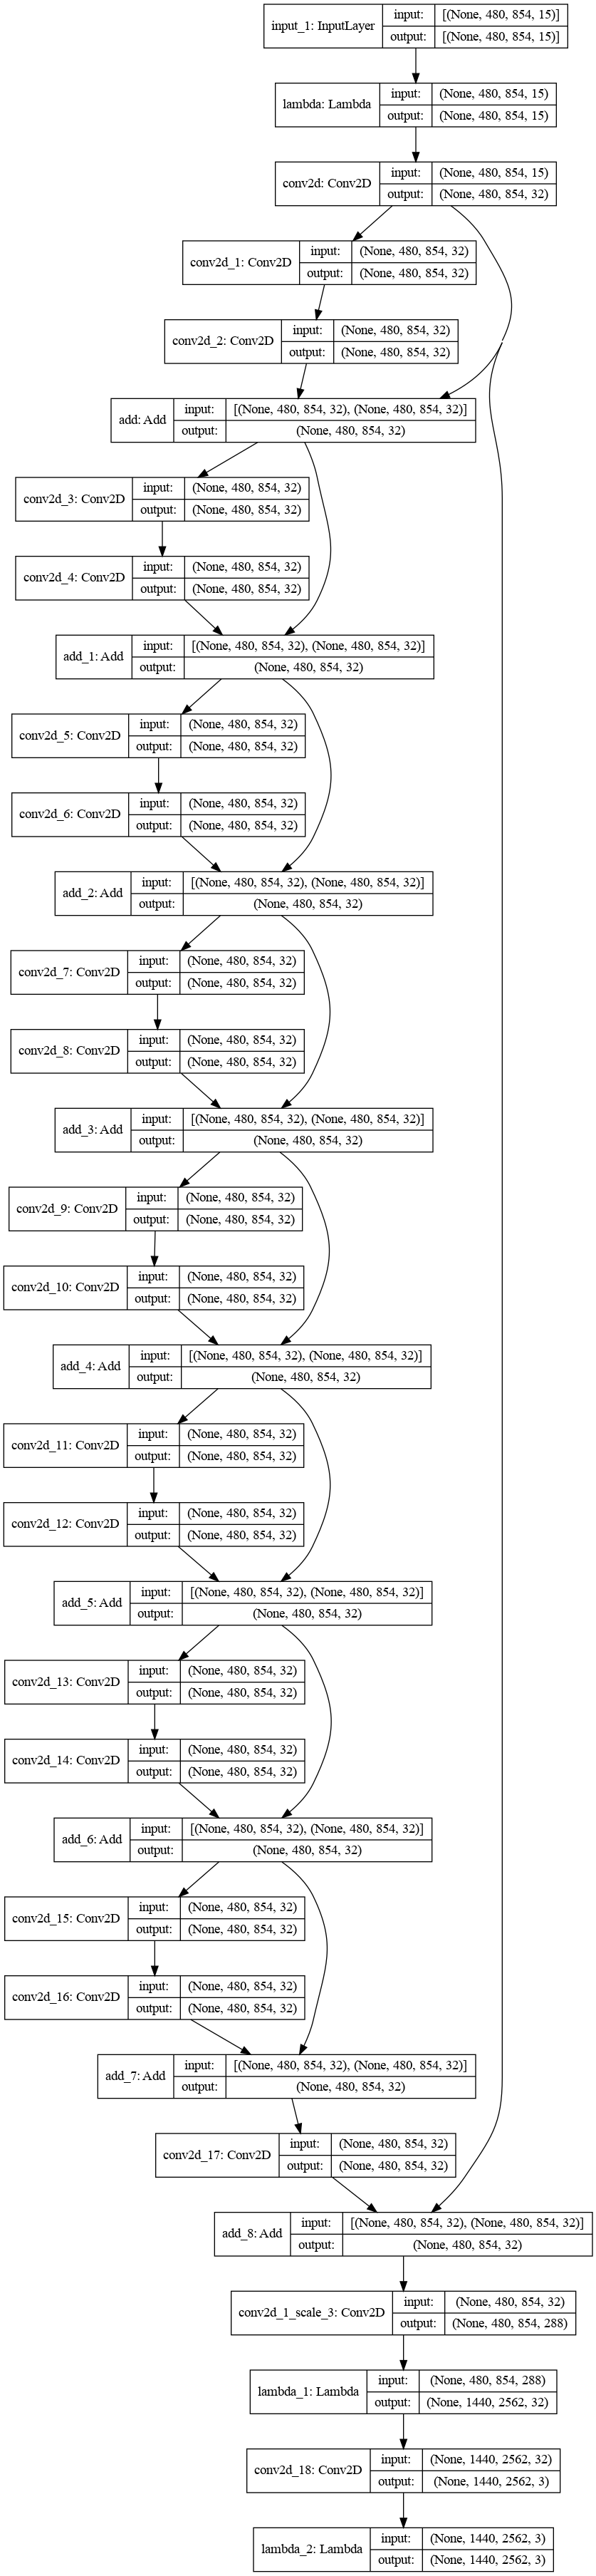 input_1: InputLayer
input: [(None, 480, 854, 15)]
output: [(None, 480, 854, 15)]
lambda: Lambda
input: (None, 480, 854, 15)
output: (None, 480, 854, 15)
conv2d: Conv2D
input: (None, 480, 854, 15)
output: (None, 480, 854, 32)
conv2d_1: Conv2D
input: (None, 480, 854, 32)
output: (None, 480, 854, 32)
conv2d_2: Conv2D
input: (None, 480, 854, 32)
output: (None, 480, 854, 32)
add: Add
input: [(None, 480, 854, 32), (None, 480, 854, 32)]
output: (None, 480, 854, 32)
conv2d_3: Conv2D
input: (None, 480, 854, 32)
output: (None, 480, 854, 32)
conv2d_4: Conv2D
input: (None, 480, 854, 32)
output: (None, 480, 854, 32)
add_1: Add
input: [(None, 480, 854, 32), (None, 480, 854, 32)]
output: (None, 480, 854, 32)
conv2d_5: Conv2D
input: (None, 480, 854, 32)
output: (None, 480, 854, 32)
conv2d_6: Conv2D
input: (None, 480, 854, 32)
output: (None, 480, 854, 32)
add_2: Add
input: [(None, 480, 854, 32), (None, 480, 854, 32)]
output: (None, 480, 854, 32)
conv2d_7: Conv2D
input: (None, 480, 854, 32)
output: (None, 480, 854, 32)
conv2d_8: Conv2D
input: (None, 480, 854, 32)
output: (None, 480, 854, 32)
add_3: Add
input: [(None, 480, 854, 32), (None, 480, 854, 32)]
output: (None, 480, 854, 32)
conv2d_9: Conv2D
input: (None, 480, 854, 32)
output: (None, 480, 854, 32)
conv2d_10: Conv2D
input: (None, 480, 854, 32)
output: (None, 480, 854, 32)
add_4: Add
input: [(None, 480, 854, 32), (None, 480, 854, 32)]
output: (None, 480, 854, 32)
conv2d_11: Conv2D
input: (None, 480, 854, 32)
output: (None, 480, 854, 32)
conv2d_12: Conv2D
input: (None, 480, 854, 32)
output: (None, 480, 854, 32)
add_5: Add
input: [(None, 480, 854, 32), (None, 480, 854, 32)]
output: (None, 480, 854, 32)
conv2d_13: Conv2D
input: (None, 480, 854, 32)
output: (None, 480, 854, 32)
conv2d_14: Conv2D
input: (None, 480, 854, 32)
output: (None, 480, 854, 32)
add_6: Add
input: [(None, 480, 854, 32), (None, 480, 854, 32)]
output: (None, 480, 854, 32)
conv2d_15: Conv2D
input: (None, 480, 854, 32)
output: (None, 480, 854, 32)
conv2d_16: Conv2D
input: (None, 480, 854, 32)
output: (None, 480, 854, 32)
add_7: Add
input: [(None, 480, 854, 32), (None, 480, 854, 32)]
output: (None, 480, 854, 32)
conv2d_17: Conv2D
input: (None, 480, 854, 32)
output: (None, 480, 854, 32)
add_8: Add
input: [(None, 480, 854, 32), (None, 480, 854, 32)]
output: (None, 480, 854, 32)
conv2d_1_scale_3: Conv2D
input: (None, 480, 854, 32)
output: (None, 480, 854, 288)
lambda_1: Lambda
input: (None, 480, 854, 288)
output: (None, 1440, 2562, 32)
conv2d_18: Conv2D
input: (None, 1440, 2562, 32)
output: (None, 1440, 2562, 3)
lambda_2: Lambda
input: (None, 1440, 2562, 3)
output: (None, 1440, 2562, 3)